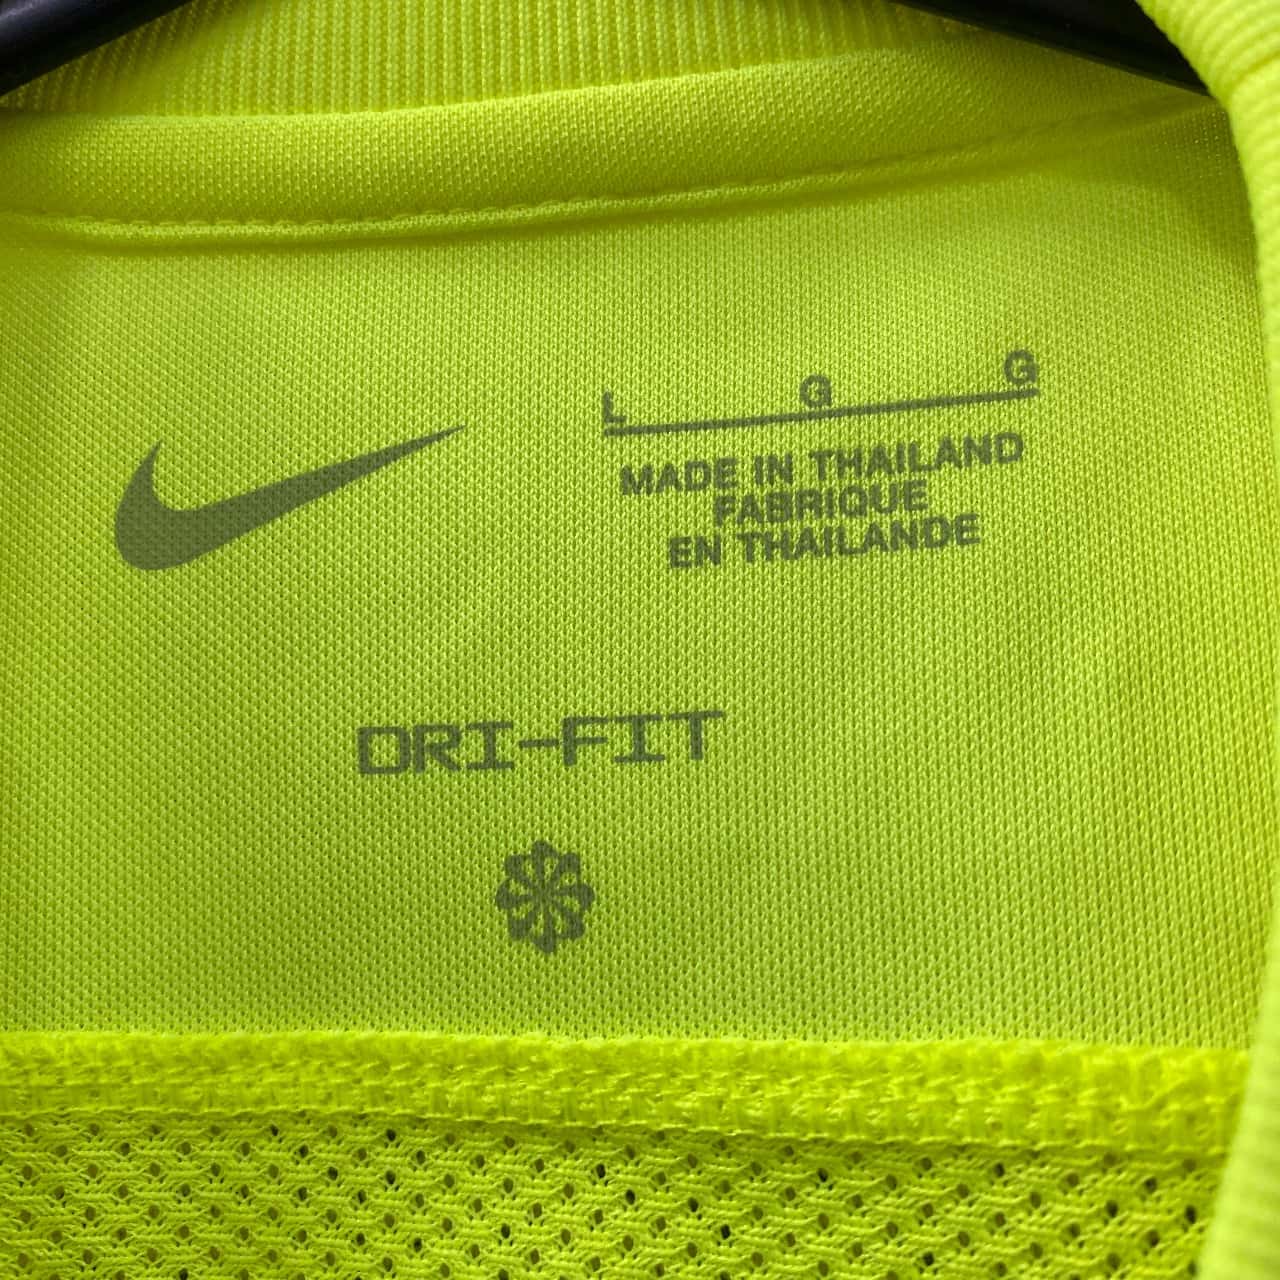 L G G
MADE IN THAILAND
FABRIQUE
EN THAILANDE
DRI-FIT